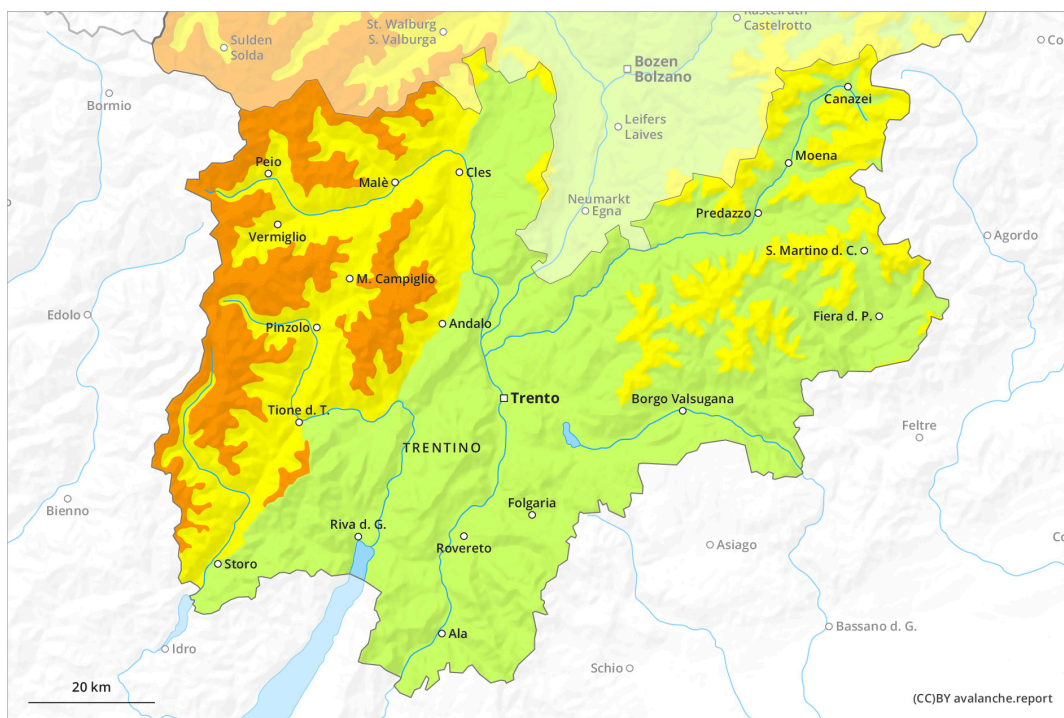 St. Walburg
S. Valburga
Kastelruth
Castelrotto
Sulden
Solda
Bozen
Bolzano
Bormio
Canazei
Leifers
Laives
Moena
Peio
Malè
Cles
Neumarkt
Egna
Predazzo
Vermiglio
S. Martino d. C.
Agordo
M. Campiglio
Edolo
Pinzolo
Andalo
Fiera d. P.
Trento
Borgo Valsugana
Tione d. T.
Feltre
TRENTINO
Bienno
Folgaria
Riva d. G.
Rovereto
Asiago
Storo
Ala
Bassano d. G.
Idro
Schio
20 km
(CC)BY avalanche.report